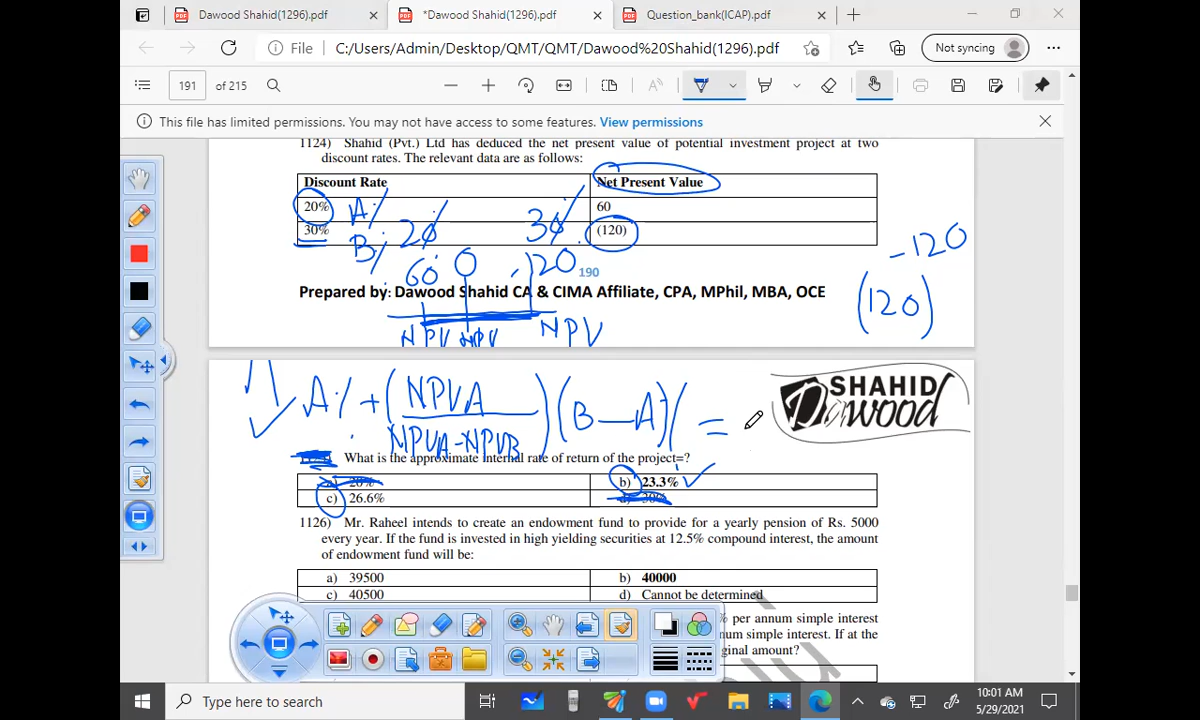 Dawood Shahid(1296).pdf
*Dawood Shahid(1296).pdf
Question_bank(ICAP).pdf
File
C:/Users/Admin/Desktop/QMT/QMT/Dawood%20Shahid(1296).pdf
Not syncing
191 of 215
This file has limited permissions. You may not have access to some features. View permissions
1124) Shahid (Pvt.) Ltd has deduced the net present value of potential investment project at two
discount rates. The relevant data are as follows:
Discount Rate Net Present Value
20% 60
30% (120)
A%
B%
20% 30%
60 0 -120
-120
(120)
190
Prepared by: Dawood Shahid CA & CIMA Affiliate, CPA, MPhil, MBA, OCE
NPV NPV NPV
A% + (NPVA / NPVA-NPVB) (B - A)% =
SHAHID
Dawood
What is the approximate internal rate of return of the project=?
a) 20% b) 23.3%
c) 26.6% d) 30%
1126) Mr. Raheel intends to create an endowment fund to provide for a yearly pension of Rs. 5000
every year. If the fund is invested in high yielding securities at 12.5% compound interest, the amount
of endowment fund will be:
a) 39500 b) 40000
c) 40500 d) Cannot be determined
% per annum simple interest
num simple interest. If at the
ginal amount?
Type here to search
10:01 AM
5/29/2021